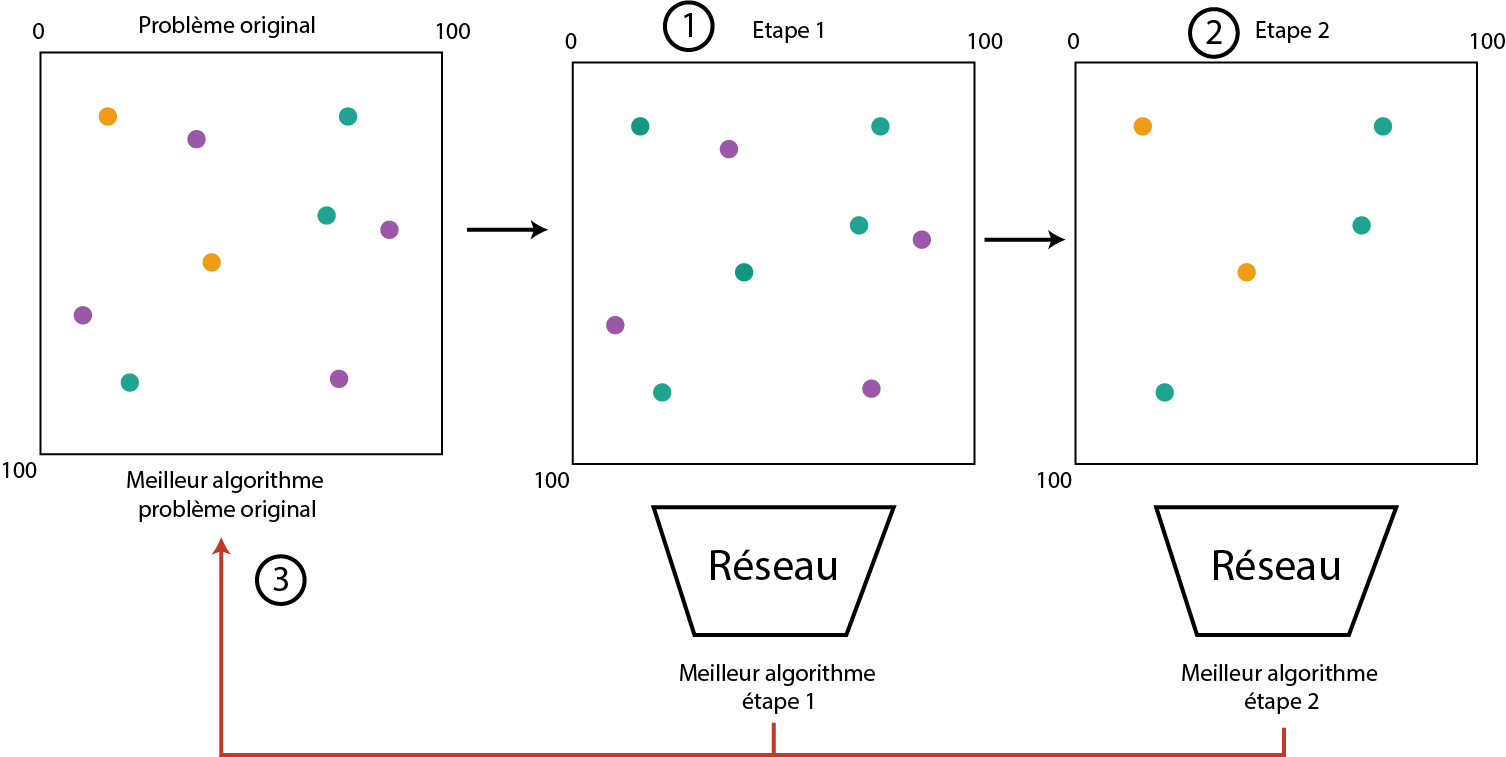 Problème original
0
100
100
Meilleur algorithme
problème original
3
1
Etape 1
0
100
100
Réseau
Meilleur algorithme
étape 1
2
Etape 2
0
100
100
Réseau
Meilleur algorithme
étape 2